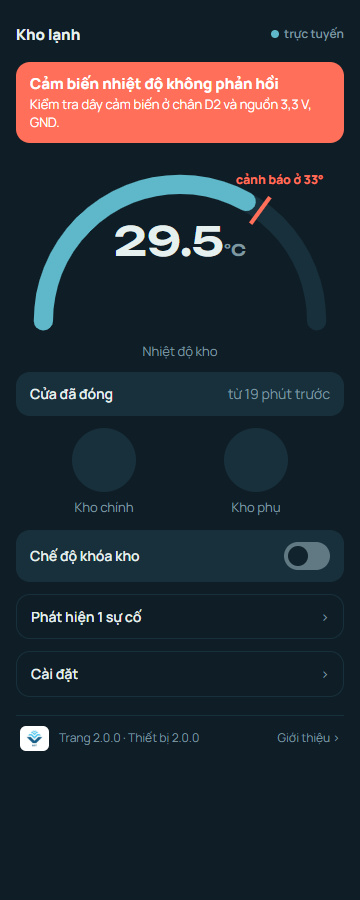 Kho lạnh
trực tuyến
Cảm biến nhiệt độ không phản hồi
Kiểm tra dây cảm biến ở chân D2 và nguồn 3,3 V,
GND.
cảnh báo ở 33°
29.5°C
Nhiệt độ kho
Cửa đã đóng
từ 19 phút trước
Kho chính
Kho phụ
Chế độ khóa kho
Phát hiện 1 sự cố ›
Cài đặt ›
Trang 2.0.0 · Thiết bị 2.0.0
Giới thiệu ›